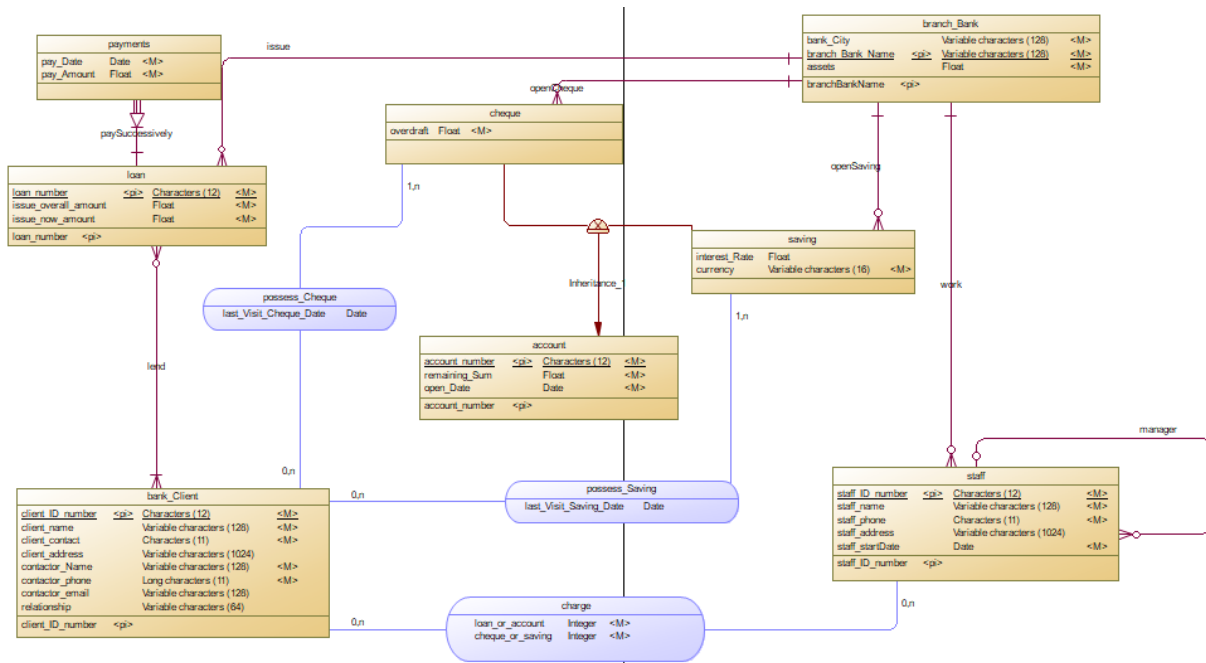 branch_Bank
bank_City Variable characters (128) <M>
branch_Bank_Name <pi> Variable characters (128) <M>
assets Float <M>
branchBankName <pi>
payments
pay_Date Date <M>
pay_Amount Float <M>
issue
openCheque
paySuccessively
cheque
overdraft Float <M>
openSaving
loan
loan_number <pi> Characters (12) <M>
issue_overall_amount Float <M>
issue_now_amount Float <M>
loan_number <pi>
1,n
saving
interest_Rate Float
currency Variable characters (16) <M>
Inheritance_1
work
possess_Cheque
last_Visit_Cheque_Date Date
1,n
account
account_number <pi> Characters (12) <M>
remaining_Sum Float <M>
open_Date Date <M>
account_number <pi>
lend
manager
0,n
staff
staff_ID_number <pi> Characters (12) <M>
staff_name Variable characters (128) <M>
staff_phone Characters (11) <M>
staff_address Variable characters (1024)
staff_startDate Date <M>
staff_ID_number <pi>
bank_Client
client_ID_number <pi> Characters (12) <M>
client_name Variable characters (128) <M>
client_contact Characters (11) <M>
client_address Variable characters (1024)
contactor_Name Variable characters (128) <M>
contactor_phone Long characters (11) <M>
contactor_email Variable characters (128)
relationship Variable characters (64)
client_ID_number <pi>
0,n
possess_Saving
last_Visit_Saving_Date Date
0,n
charge
loan_or_account Integer <M>
cheque_or_saving Integer <M>
0,n